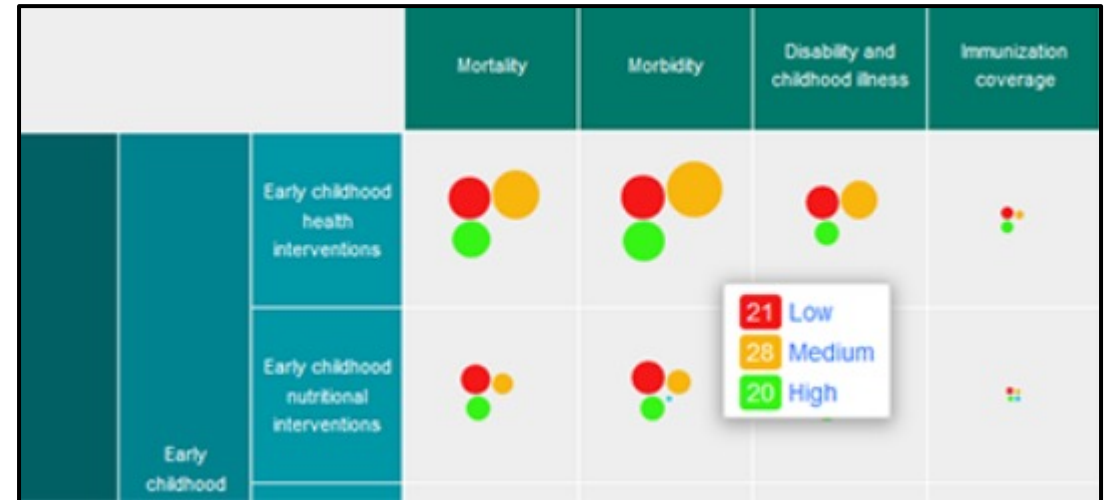 Mortality
Morbidity
Disability and
childhood illness
Immunization
coverage
Early childhood
health
interventions
21 Low
28 Medium
20 High
Early childhood
nutritional
interventions
Early
childhood